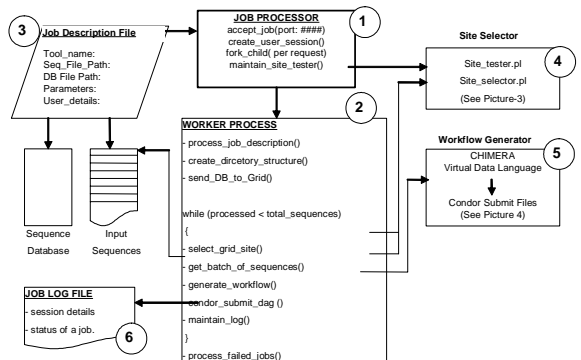 3
Job Description File
Tool_name:
Seq_File_Path:
DB File Path:
Parameters:
User_details:
JOB PROCESSOR
1
accept_job(port: ####)
create_user_session()
fork_child( per request)
maintain_site_tester()
Site Selector
4
Site_tester.pl
Site_selector.pl
(See Picture-3)
2
WORKER PROCESS
- process_job_description()
- create_dircetory_structure()
- send_DB_to_Grid()
while (processed < total_sequences)
{
- select_grid_site()
- get_batch_of_sequences()
- generate_workflow()
- condor_submit_dag ()
- maintain_log()
}
- process_failed_jobs()
Workflow Generator
5
CHIMERA
Virtual Data Language
Condor Submit Files
(See Picture 4)
Sequence
Database
Input
Sequences
JOB LOG FILE
- session details
- status of a job.
6